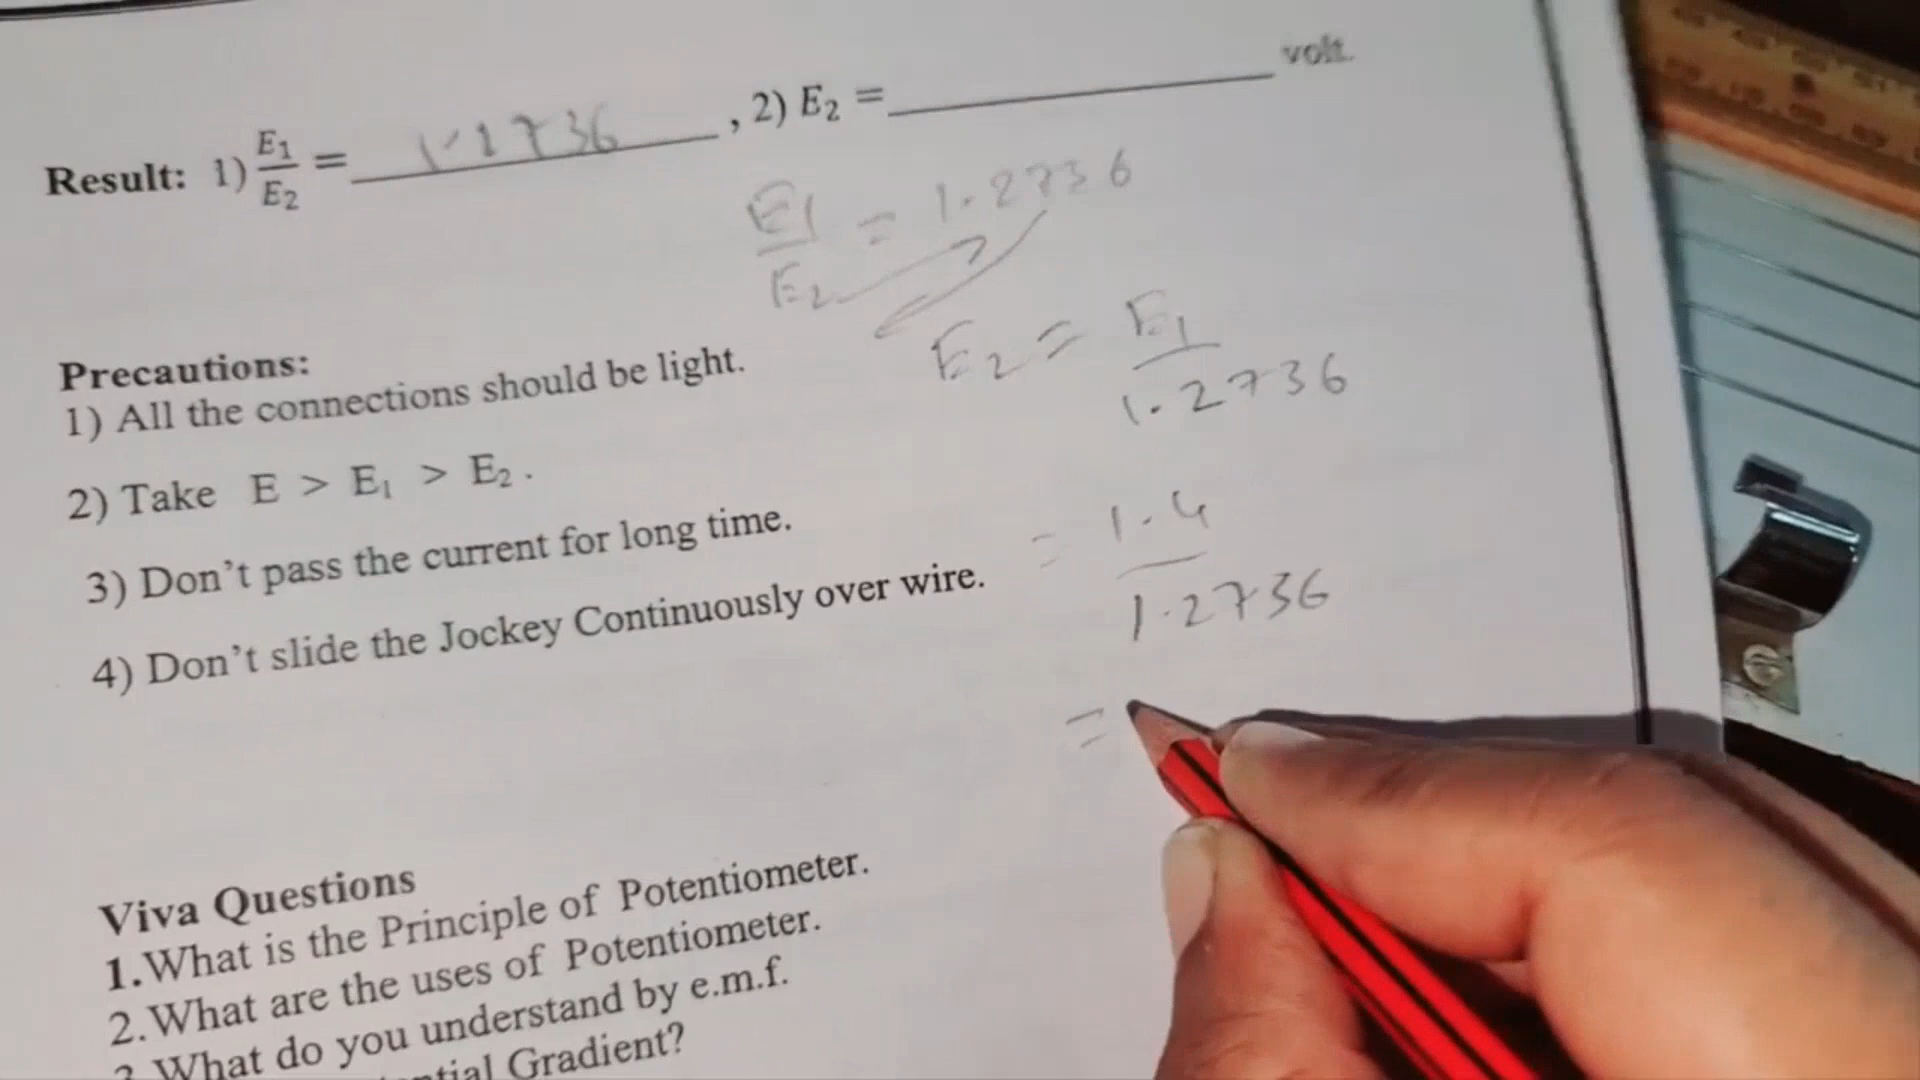 Result: 1) E₁/E₂ = 1.2736, 2) E₂ = ________ volt.
E1/E2 = 1.2736
E2 = E1/1.2736
Precautions:
1) All the connections should be light.
2) Take E > E₁ > E₂.
= 1.4/1.2736
3) Don't pass the current for long time.
4) Don't slide the Jockey Continuously over wire.
=
Viva Questions
1.What is the Principle of Potentiometer.
2.What are the uses of Potentiometer.
3.What do you understand by e.m.f.
Gradient?